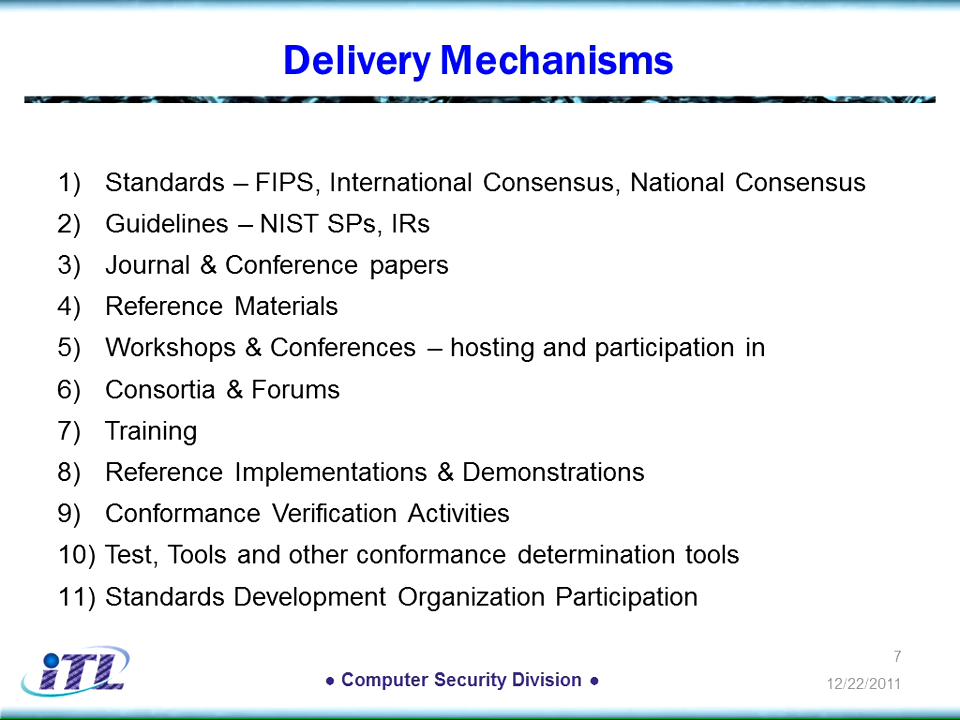 Delivery Mechanisms
1) Standards – FIPS, International Consensus, National Consensus
2) Guidelines – NIST SPs, IRs
3) Journal & Conference papers
4) Reference Materials
5) Workshops & Conferences – hosting and participation in
6) Consortia & Forums
7) Training
8) Reference Implementations & Demonstrations
9) Conformance Verification Activities
10) Test, Tools and other conformance determination tools
11) Standards Development Organization Participation
iTL
● Computer Security Division ●
7
12/22/2011